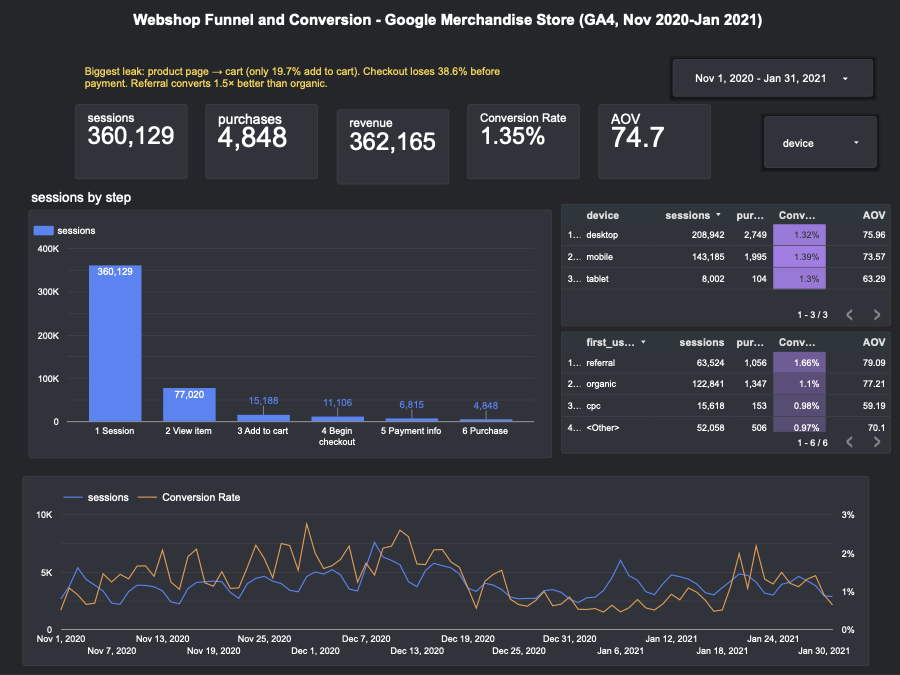 Webshop Funnel and Conversion - Google Merchandise Store (GA4, Nov 2020-Jan 2021)
Biggest leak: product page → cart (only 19.7% add to cart). Checkout loses 38.6% before
payment. Referral converts 1.5× better than organic.
Nov 1, 2020 - Jan 31, 2021
sessions
360,129
purchases
4,848
revenue
362,165
Conversion Rate
1.35%
AOV
74.7
device
sessions by step
sessions
400K
300K
200K
100K
0
360,129
77,020
15,188
11,106
6,815
4,848
1 Session
2 View item
3 Add to cart
4 Begin
checkout
5 Payment info
6 Purchase
device sessions pur... Conv... AOV
1... desktop 208,942 2,749 1.32% 75.96
2... mobile 143,185 1,995 1.39% 73.57
3... tablet 8,002 104 1.3% 63.29
1 - 3 / 3
first_us... sessions pur... Conv... AOV
1... referral 63,524 1,056 1.66% 79.09
2... organic 122,841 1,347 1.1% 77.21
3... cpc 15,618 153 0.98% 59.19
4... <Other> 52,058 506 0.97% 70.1
1 - 6 / 6
sessions Conversion Rate
10K
5K
0
3%
2%
1%
0%
Nov 1, 2020
Nov 7, 2020
Nov 13, 2020
Nov 19, 2020
Nov 25, 2020
Dec 1, 2020
Dec 7, 2020
Dec 13, 2020
Dec 19, 2020
Dec 25, 2020
Dec 31, 2020
Jan 6, 2021
Jan 12, 2021
Jan 18, 2021
Jan 24, 2021
Jan 30, 2021